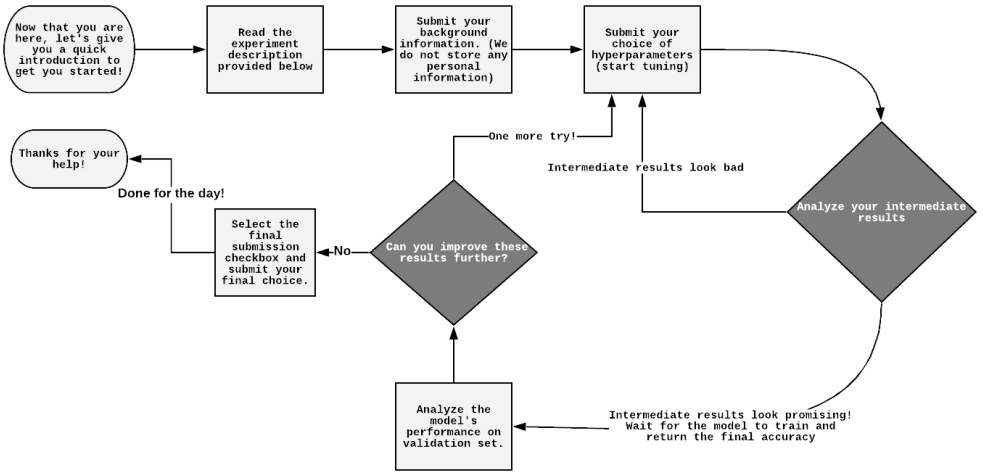 Now that you are
here, let's give
you a quick
introduction to
get you started!
Read the
experiment
description
provided below
Submit your
background
information. (We
do not store any
personal
information)
Submit your
choice of
hyperparameters
(start tuning)
One more try!
Intermediate results look bad
Analyze your intermediate
results
Thanks for your
help!
Done for the day!
Select the
final
submission
checkbox and
submit your
final choice.
No
Can you improve these
results further?
Analyze the
model's
performance on
validation set.
Intermediate results look promising!
Wait for the model to train and
return the final accuracy